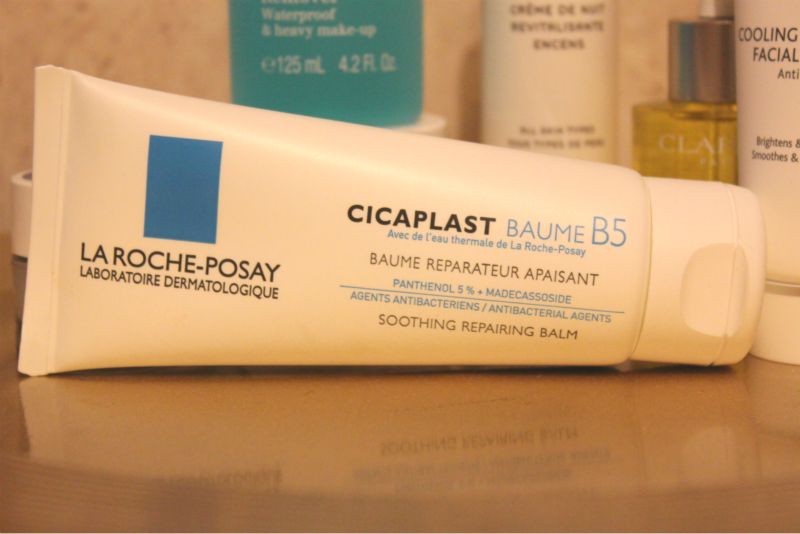 Waterproof
& heavy make-up
℮125 mL 4.2 Fl. Oz.
CRÈME DE NUIT
REVITALISANTE
ENCENS
ALL SKIN TYPES
TOUS TYPES DE PEAU
COOLING
FACIAL
Anti
Brightens &
Smoothes &
LA ROCHE-POSAY
LABORATOIRE DERMATOLOGIQUE
CICAPLAST BAUME B5
Avec de l'eau thermale de La Roche-Posay
BAUME REPARATEUR APAISANT
PANTHENOL 5% + MADECASSOSIDE
AGENTS ANTIBACTERIENS / ANTIBACTERIAL AGENTS
SOOTHING REPAIRING BALM